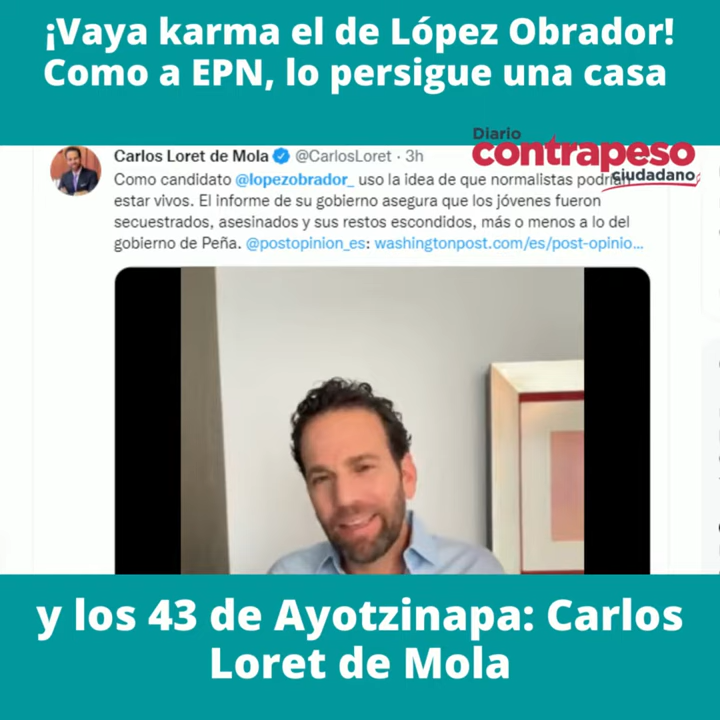 ¡Vaya karma el de López Obrador!
Como a EPN, lo persigue una casa
Diario
contrapeso
ciudadano
Carlos Loret de Mola @CarlosLoret · 3h
Como candidato @lopezobrador_ uso la idea de que normalistas podrían
estar vivos. El informe de su gobierno asegura que los jóvenes fueron
secuestrados, asesinados y sus restos escondidos, más o menos a lo del
gobierno de Peña. @postopinion_es: washingtonpost.com/es/post-opinio...
y los 43 de Ayotzinapa: Carlos
Loret de Mola